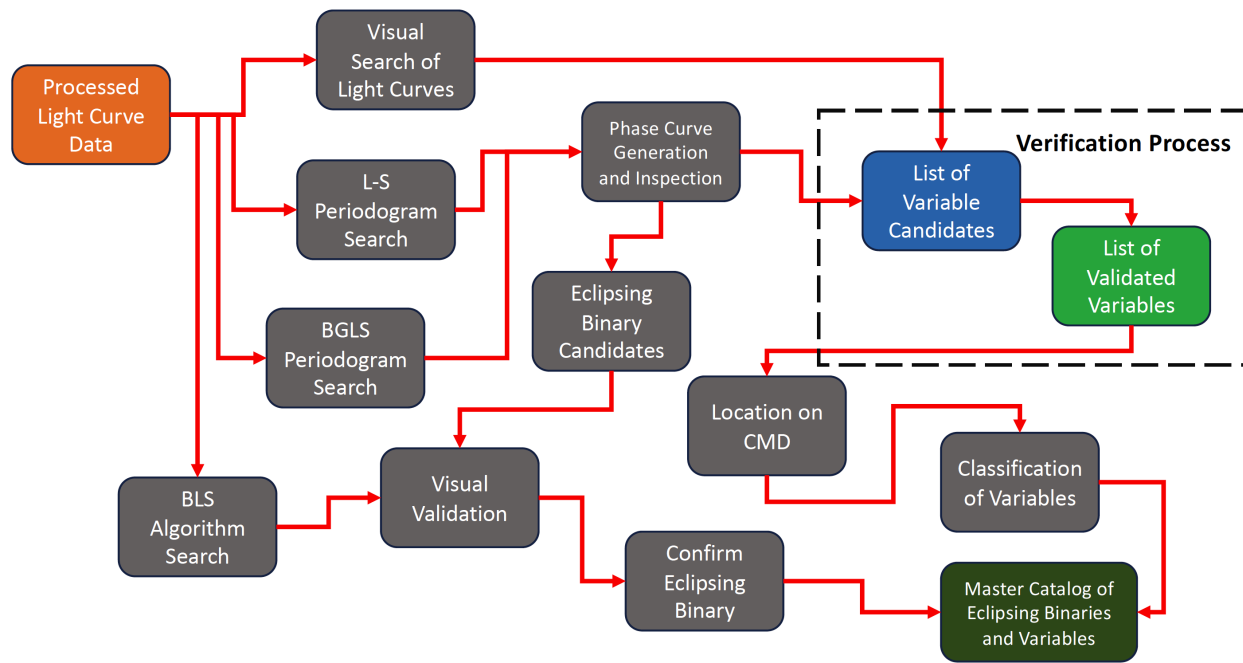 Visual
Search of
Light Curves
Processed
Light Curve
Data
Phase Curve
Generation
and Inspection
Verification Process
List of
Variable
Candidates
L-S
Periodogram
Search
List of
Validated
Variables
Eclipsing
Binary
Candidates
BGLS
Periodogram
Search
Location on
CMD
Classification
of Variables
BLS
Algorithm
Search
Visual
Validation
Confirm
Eclipsing
Binary
Master Catalog of
Eclipsing Binaries
and Variables